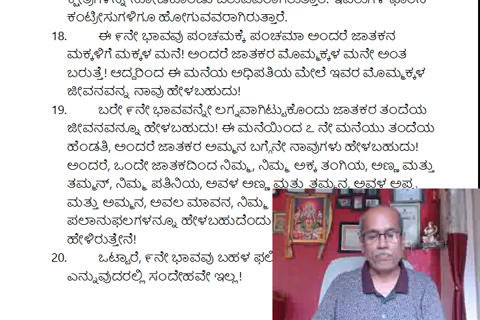 ಕಂಟ್ರೀಸುಗಳಿಗೂ ಹೋಗುವವರಾಗಿರುತ್ತಾರೆ.
18. ಈ ೯ನೇ ಭಾವವು ಪಂಚಮಕ್ಕೆ ಪಂಚಮಾ ಅಂದರೆ ಜಾತಕನ
ಮಕ್ಕಳಿಗೆ ಮಕ್ಕಳ ಮನೆ! ಅಂದರೆ ಜಾತಕರ ಮೊಮ್ಮಕ್ಕಳ ಮನೇ ಅಂತ
ಬರುತ್ತೆ! ಆದ್ದರಿಂದ ಈ ಮನೆಯ ಅಧಿಪತಿಯ ಮೇಲೆ ಇವರ ಮೊಮ್ಮಕ್ಕಳ
ಜೀವನವನ್ನ ನಾವು ಹೇಳಬಹುದು!
19. ಬರೇ ೯ನೇ ಭಾವವನ್ನೇ ಲಗ್ನವಾಗಿಟ್ಟುಕೊಂದು ಜಾತಕರ ತಂದೆಯ
ಜೀವನವನ್ನೂ ಹೇಳಬಹುದು! ಈ ಮನೆಯಿಂದ ೭ ನೇ ಮನೆಯು ತಂದೆಯ
ಹೆಂಡತಿ, ಅಂದರೆ ಜಾತಕರ ಅಮ್ಮನ ಬಗ್ಗೆನೇ ನಾವುಗಳು ಹೇಳಬಹುದು!
ಅಂದರೆ, ಒಂದೇ ಜಾತಕದಿಂದ ನಿಮ್ಮ, ನಿಮ್ಮ ಅಕ್ಕ ತಂಗಿಯ, ಅಣ್ಣ ಮತ್ತು
ತಮ್ಮನ್, ನಿಮ್ಮ ಪತಿನಿಯ, ಅವಳ ಅಣ್ಣ ಮತ್ತು ತಮ್ಮನ, ಅವಳ ಅಪ್ಪ
ಮತ್ತು ಅಮ್ಮನ, ಅವಲ ಮಾವನ, ನಿಮ್ಮ
ಫಲಾನುಫಲಗಳನ್ನೂ ಹೇಳಬಹುದೆಂದು
ಹೇಳಿರುತ್ತೇನೆ!
20. ಒಟ್ಯಾರೆ, ೯ನೇ ಭಾವವು ಬಹಳ
ಎನ್ನುವುದರಲ್ಲಿ ಸಂದೇಹವೇ ಇಲ್ಲ!